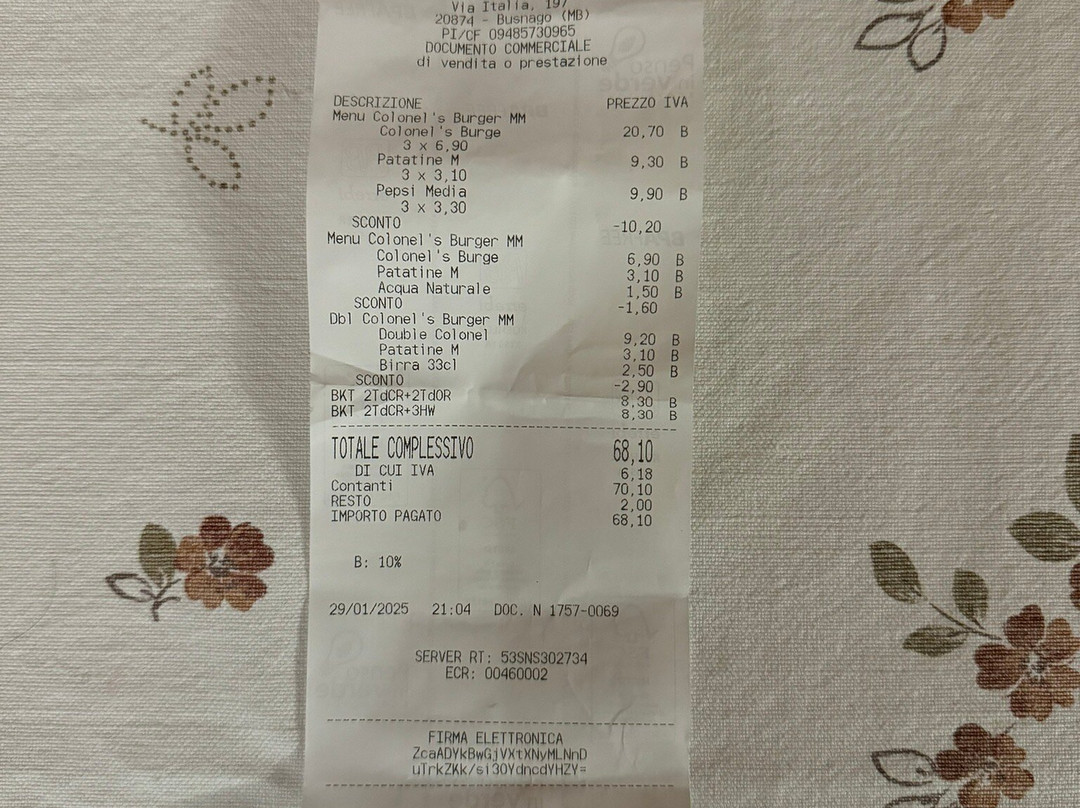 Via Italia, 197
20874 - Busnago (MB)
PI/CF 09485730965
DOCUMENTO COMMERCIALE
di vendita o prestazione
DESCRIZIONE PREZZO IVA
Menu Colonel's Burger MM
Colonel's Burge 20,70 B
3 x 6,90
Patatine M 9,30 B
3 x 3,10
Pepsi Media 9,90 B
3 x 3,30
SCONTO -10,20
Menu Colonel's Burger MM
Colonel's Burge 6,90 B
Patatine M 3,10 B
Acqua Naturale 1,50 B
SCONTO -1,60
Dbl Colonel's Burger MM
Double Colonel 9,20 B
Patatine M 3,10 B
Birra 33cl 2,50 B
SCONTO -2,90
BKT 2TdCR+2TdOR 8,30 B
BKT 2TdCR+3HW 8,30 B
TOTALE COMPLESSIVO 68,10
DI CUI IVA 6,18
Contanti 70,10
RESTO 2,00
IMPORTO PAGATO 68,10
B: 10%
29/01/2025 21:04 DOC. N 1757-0069
SERVER RT: 53SNS302734
ECR: 00460002
FIRMA ELETTRONICA
ZcaADYkBwGjVXtXNyMLNnD
uTrkZKk/si3OYdncdYHZY=